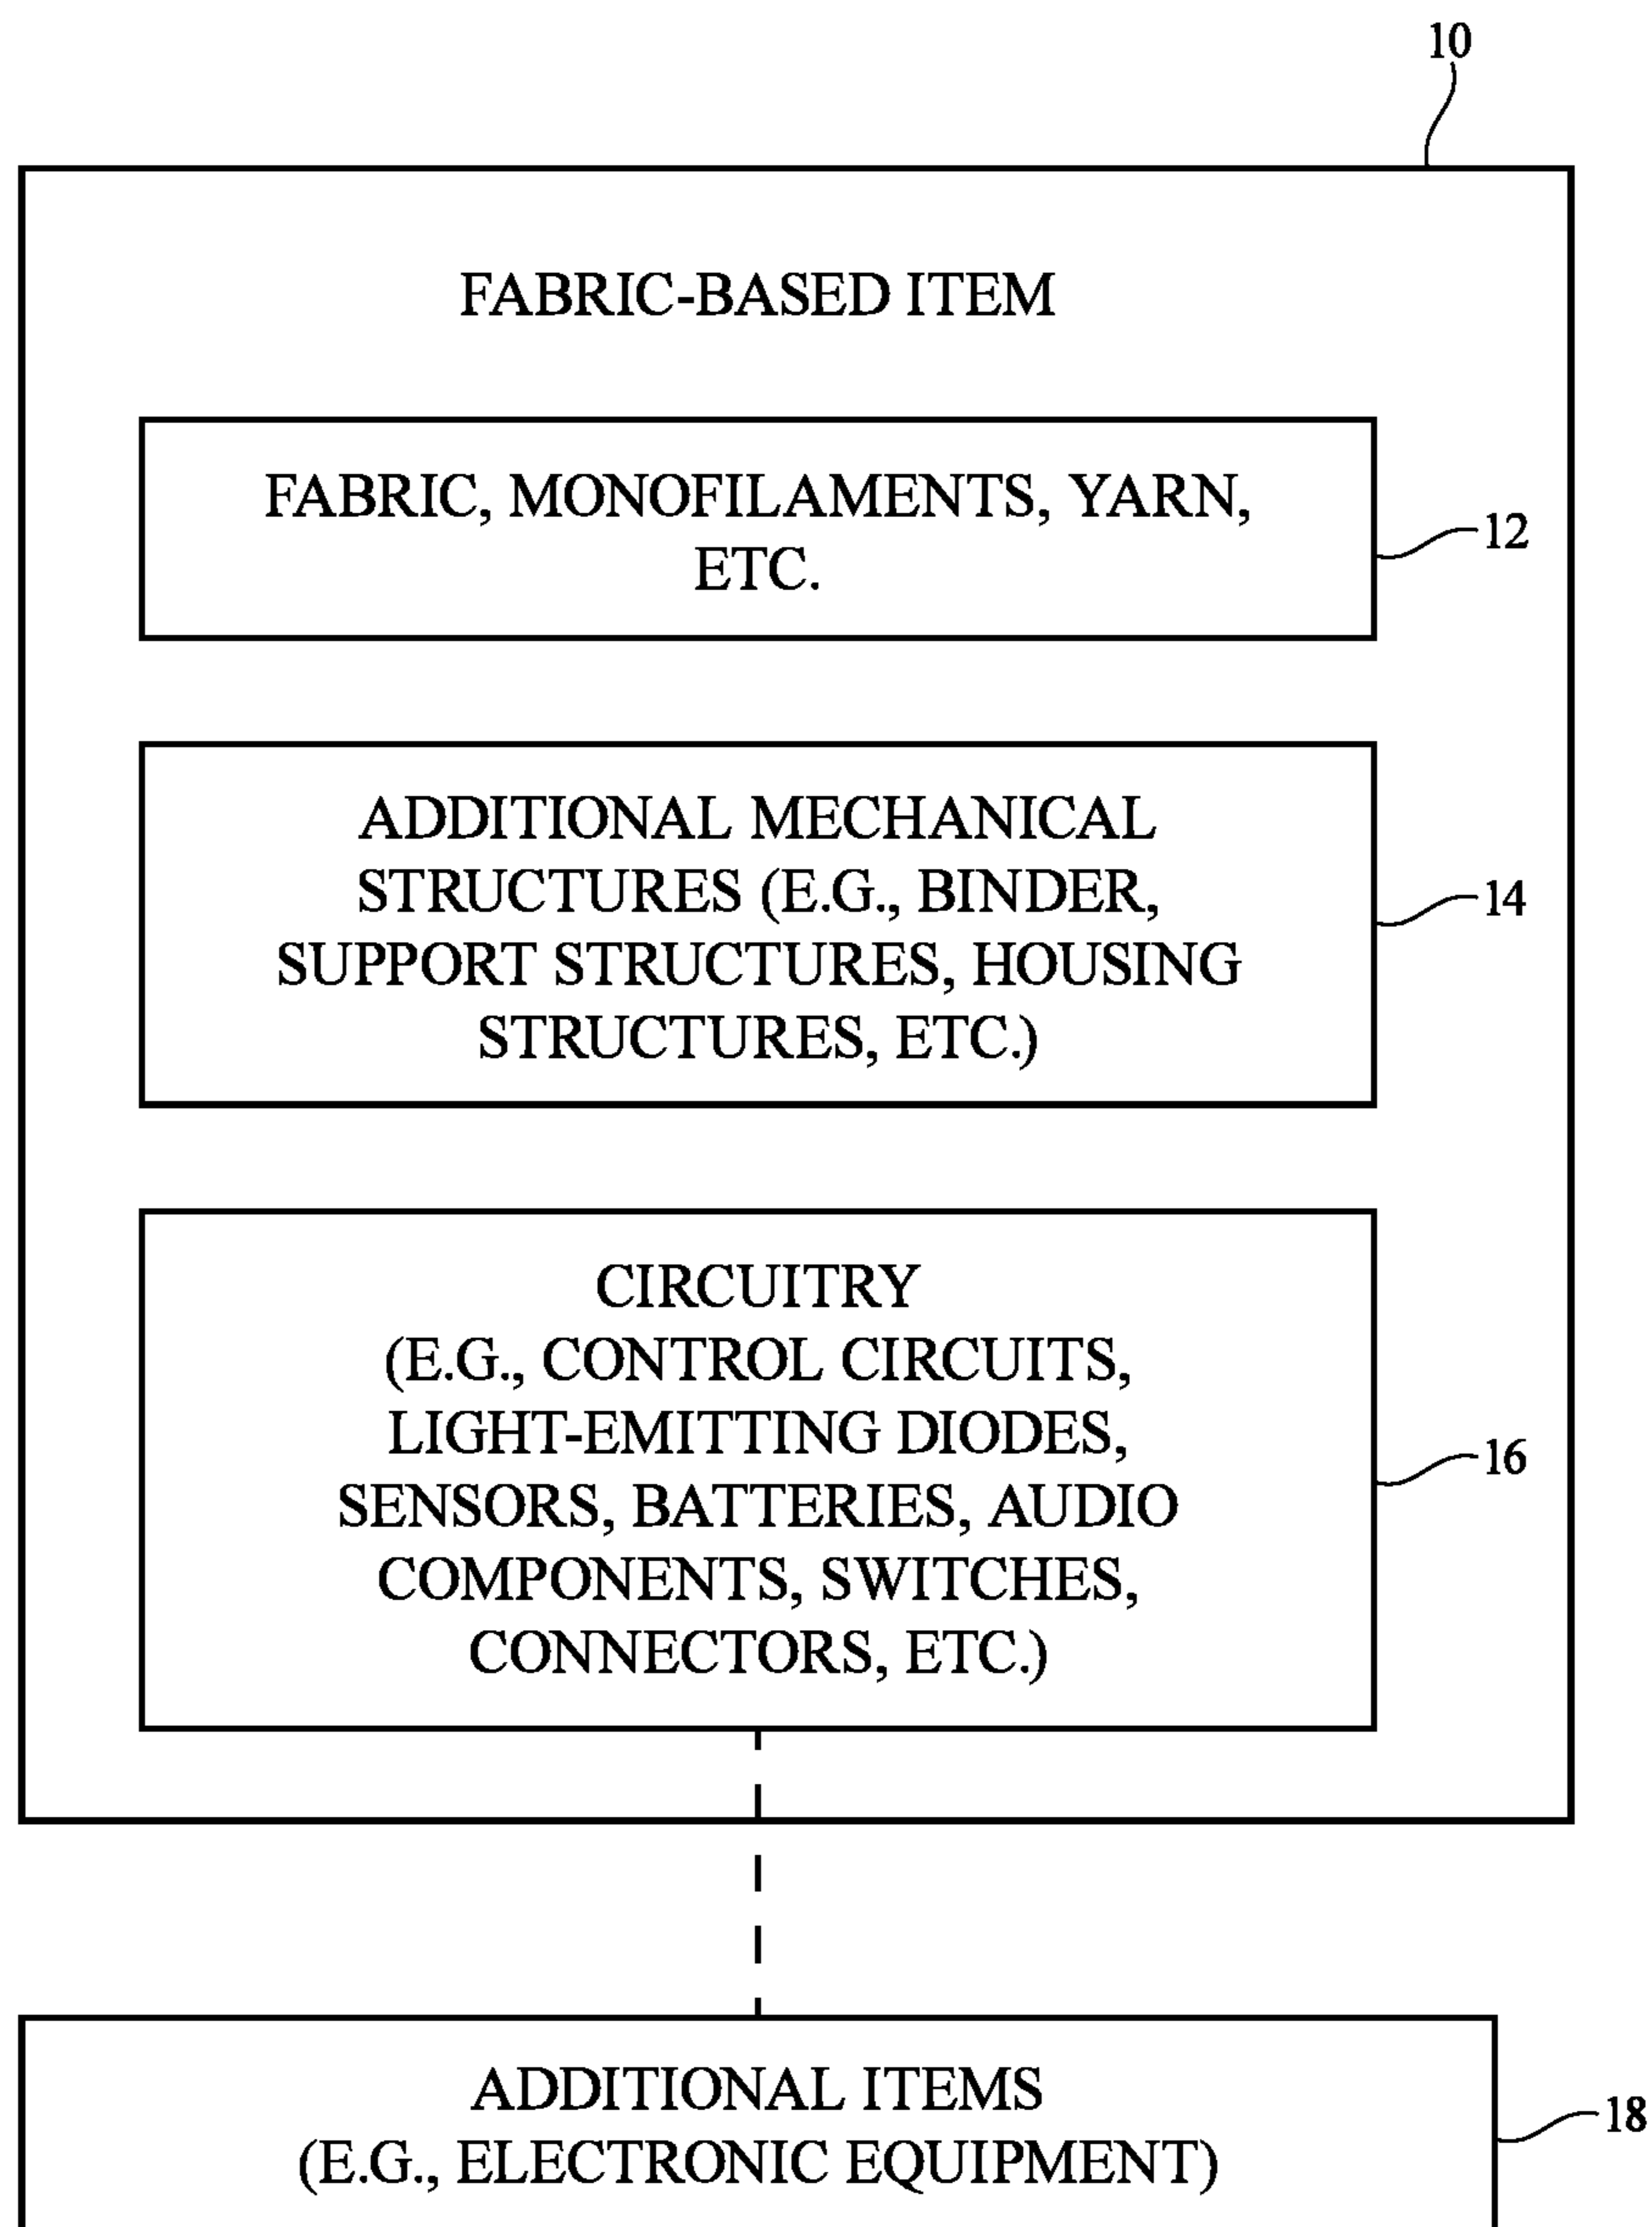 10
FABRIC-BASED ITEM
FABRIC, MONOFILAMENTS, YARN,
ETC.
12
ADDITIONAL MECHANICAL
STRUCTURES (E.G., BINDER,
SUPPORT STRUCTURES, HOUSING
STRUCTURES, ETC.)
14
CIRCUITRY
(E.G., CONTROL CIRCUITS,
LIGHT-EMITTING DIODES,
SENSORS, BATTERIES, AUDIO
COMPONENTS, SWITCHES,
CONNECTORS, ETC.)
16
ADDITIONAL ITEMS
(E.G., ELECTRONIC EQUIPMENT)
18